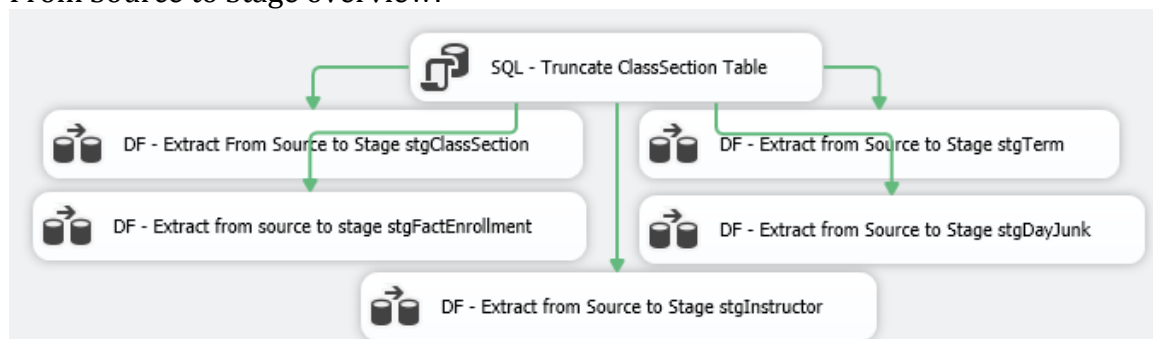 From Source to Stage overview:
SQL - Truncate ClassSection Table
DF - Extract From Source to Stage stgClassSection
DF - Extract from Source to Stage stgTerm
DF - Extract from source to stage stgFactEnrollment
DF - Extract from Source to Stage stgDayJunk
DF - Extract from Source to Stage stgInstructor